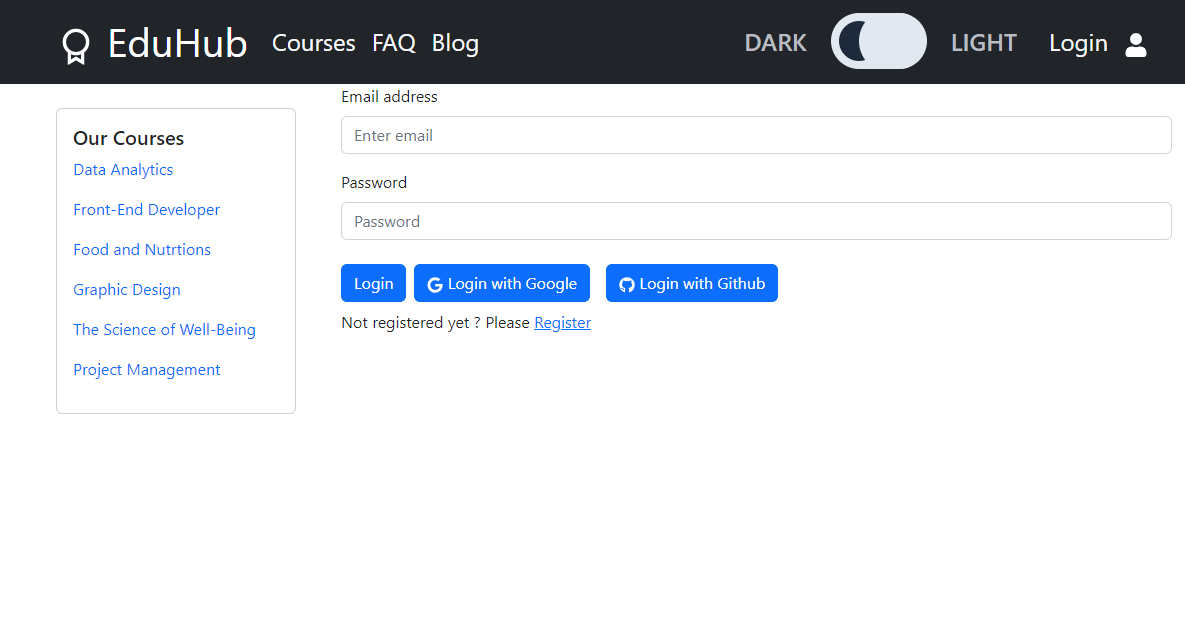 EduHub Courses FAQ Blog DARK LIGHT Login
Our Courses
Data Analytics
Front-End Developer
Food and Nutrtions
Graphic Design
The Science of Well-Being
Project Management
Email address
Enter email
Password
Password
Login Login with Google Login with Github
Not registered yet ? Please Register